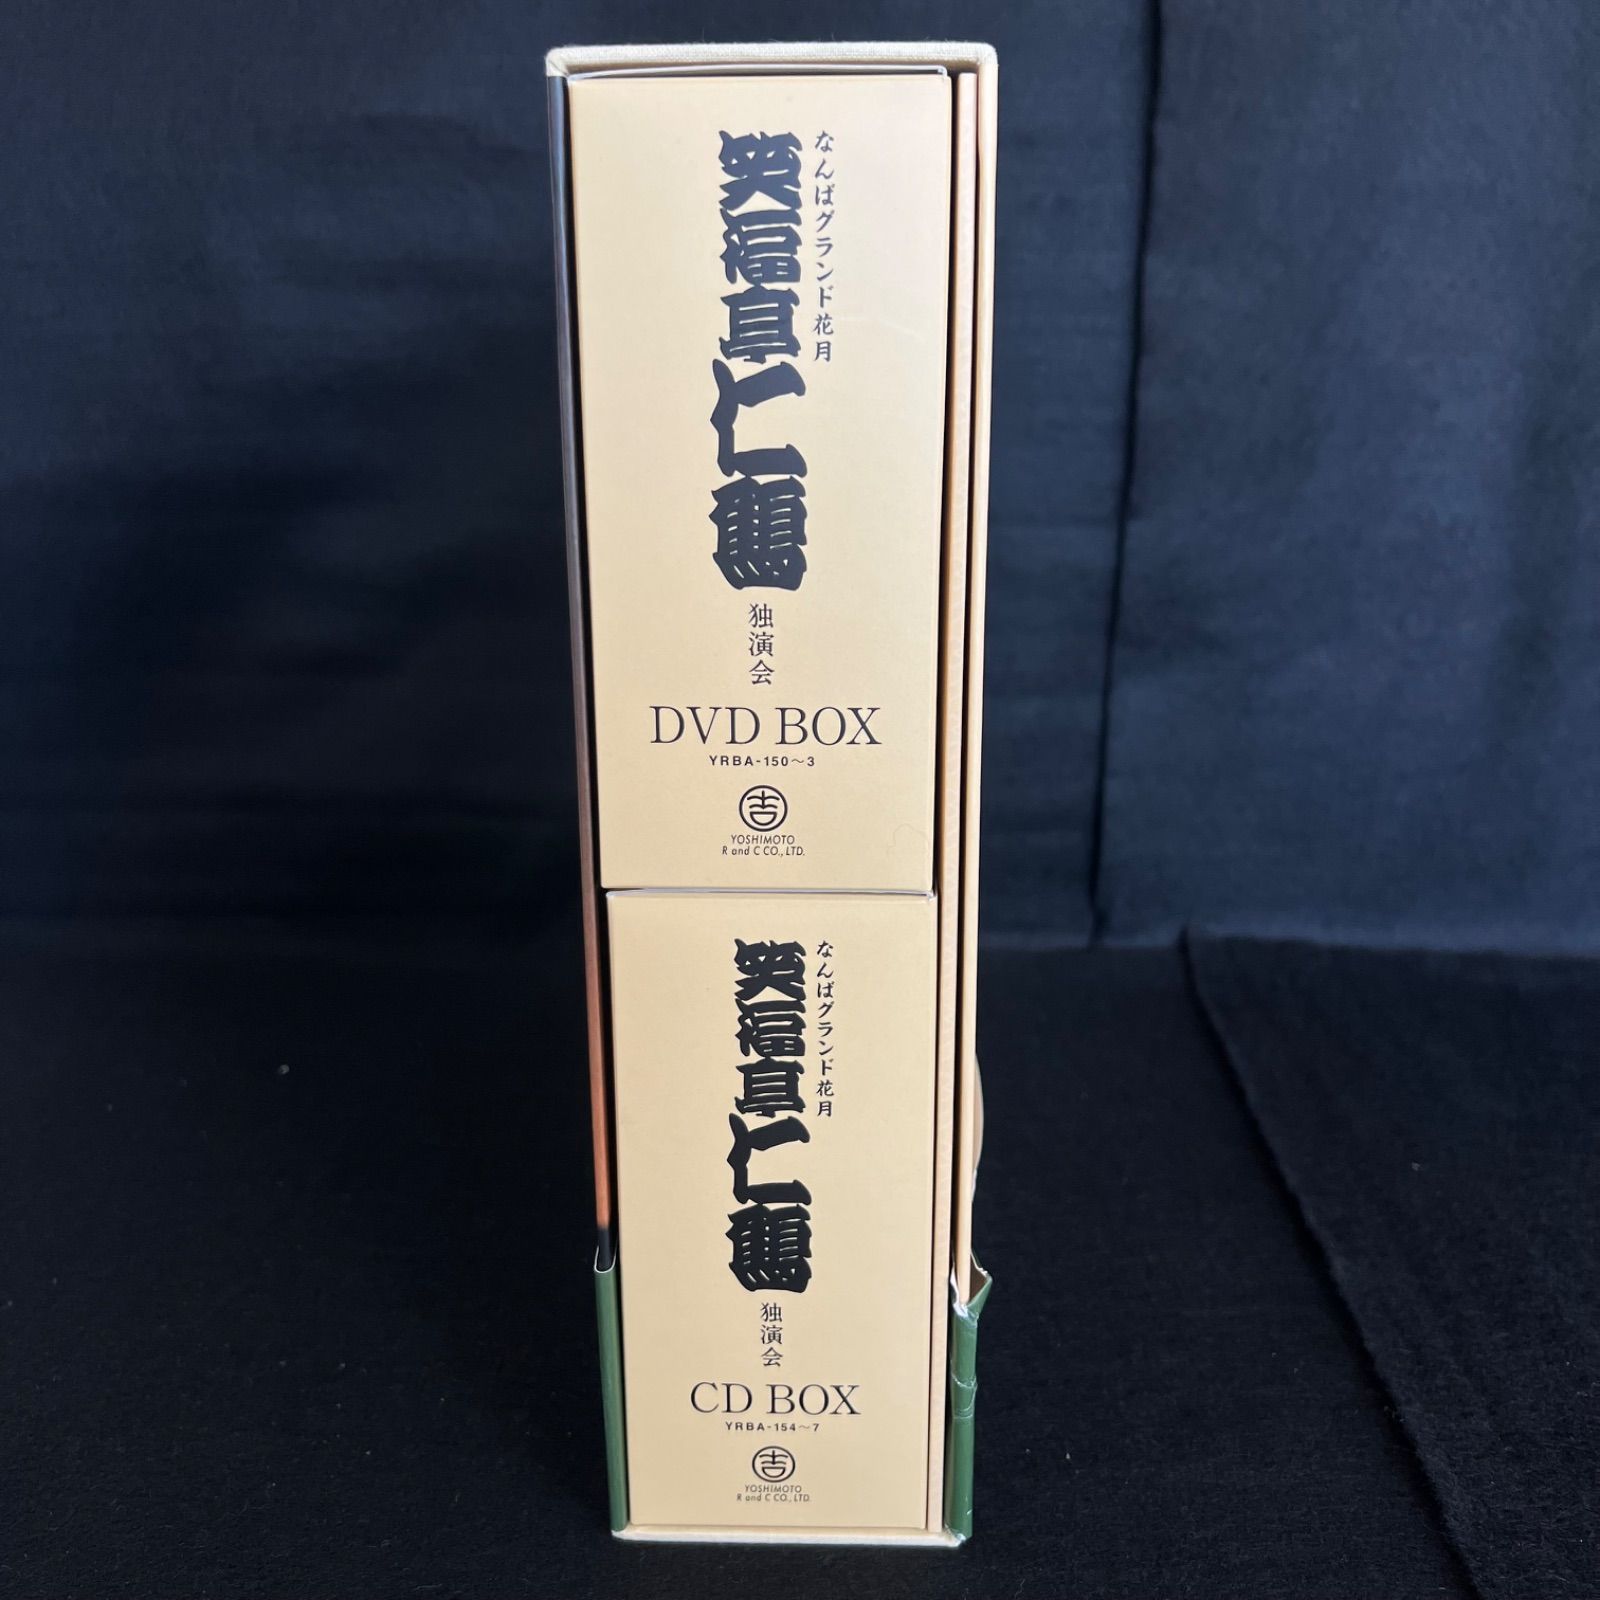 なんばグランド花月
笑福亭仁鶴
独演会
DVD BOX
YRBA-150～3
吉
YOSHIMOTO
R and C CO., LTD.
なんばグランド花月
笑福亭仁鶴
独演会
CD BOX
YRBA-154～7
吉
YOSHIMOTO
R and C CO., LTD.